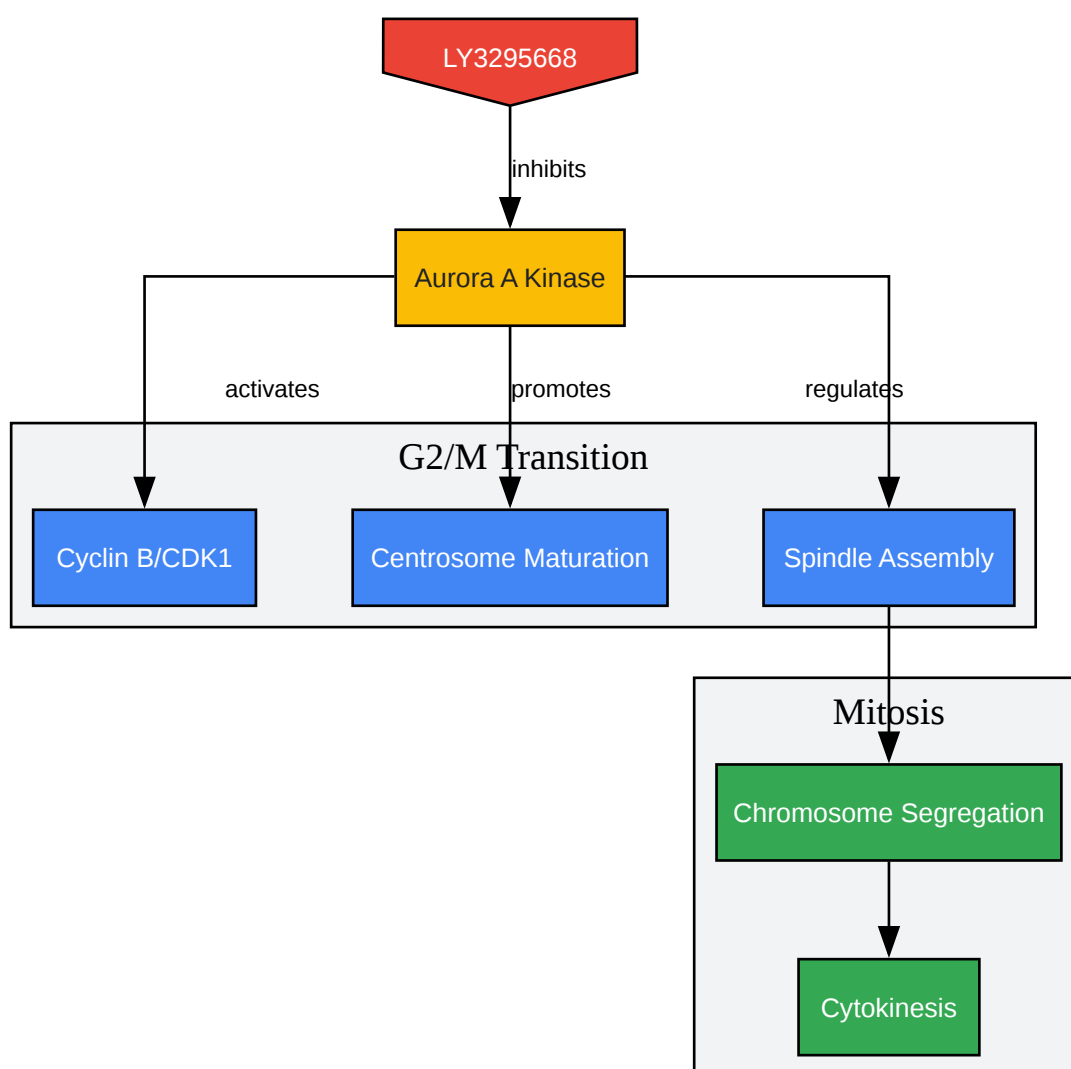 LY3295668
inhibits
Aurora A Kinase
activates
promotes
regulates
G2/M Transition
Cyclin B/CDK1
Centrosome Maturation
Spindle Assembly
Mitosis
Chromosome Segregation
Cytokinesis